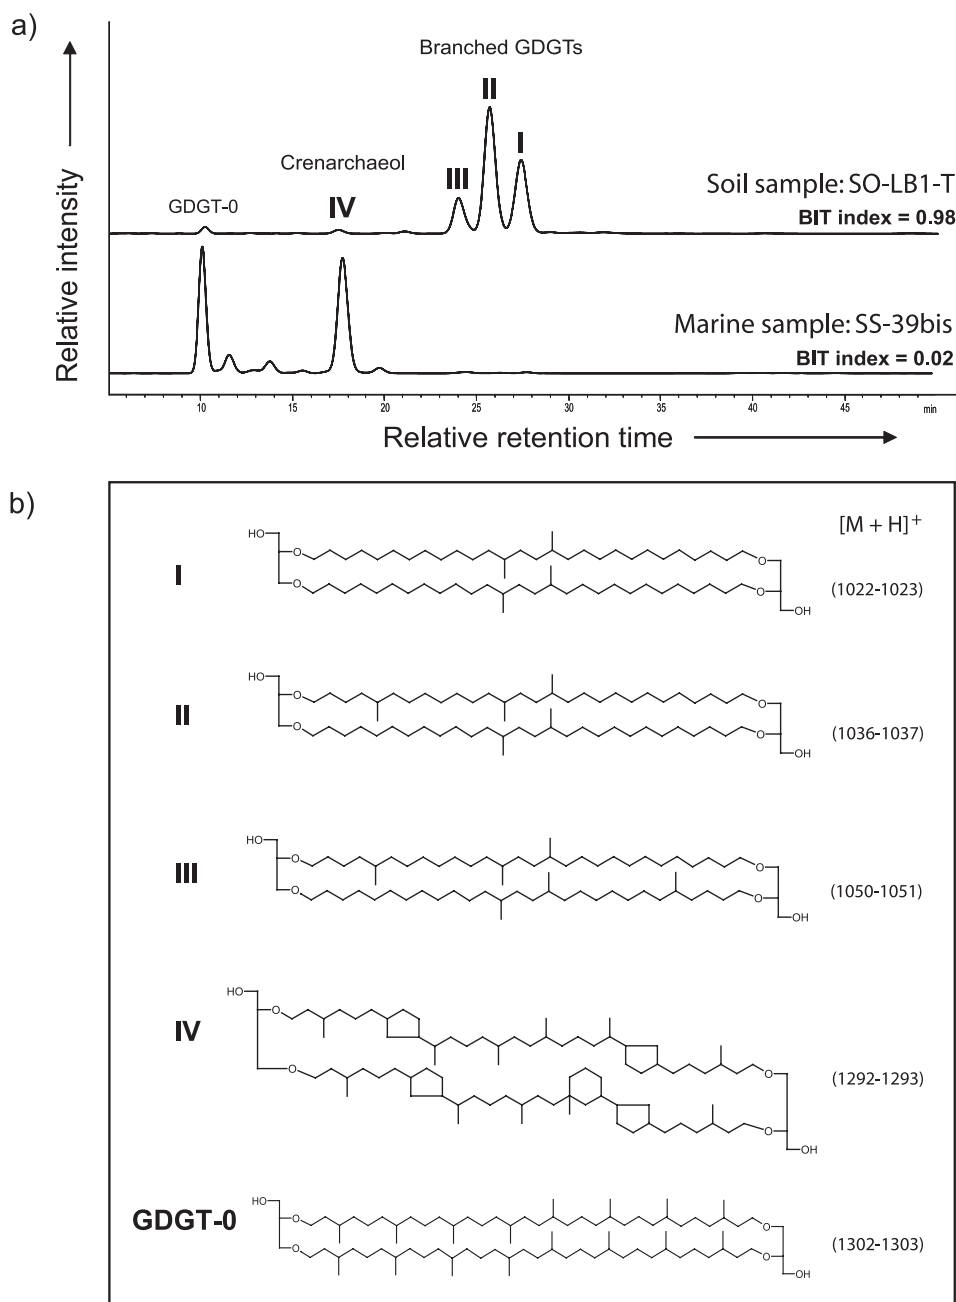 a)
Branched GDGTs
II
I
Crenarchaeol
III
GDGT-0
IV
Soil sample: SO-LB1-T
BIT index = 0.98
Marine sample: SS-39bis
BIT index = 0.02
Relative intensity
10 15 20 25 30 35 40 45 min
Relative retention time
b)
[M + H]+
HO
O O
I
O O
(1022-1023)
OH
HO
O O
II
O O
(1036-1037)
OH
HO
O O
III
O O
(1050-1051)
OH
HO
O
IV
O O
(1292-1293)
O
OH
HO
GDGT-0
O O
O O
(1302-1303)
OH